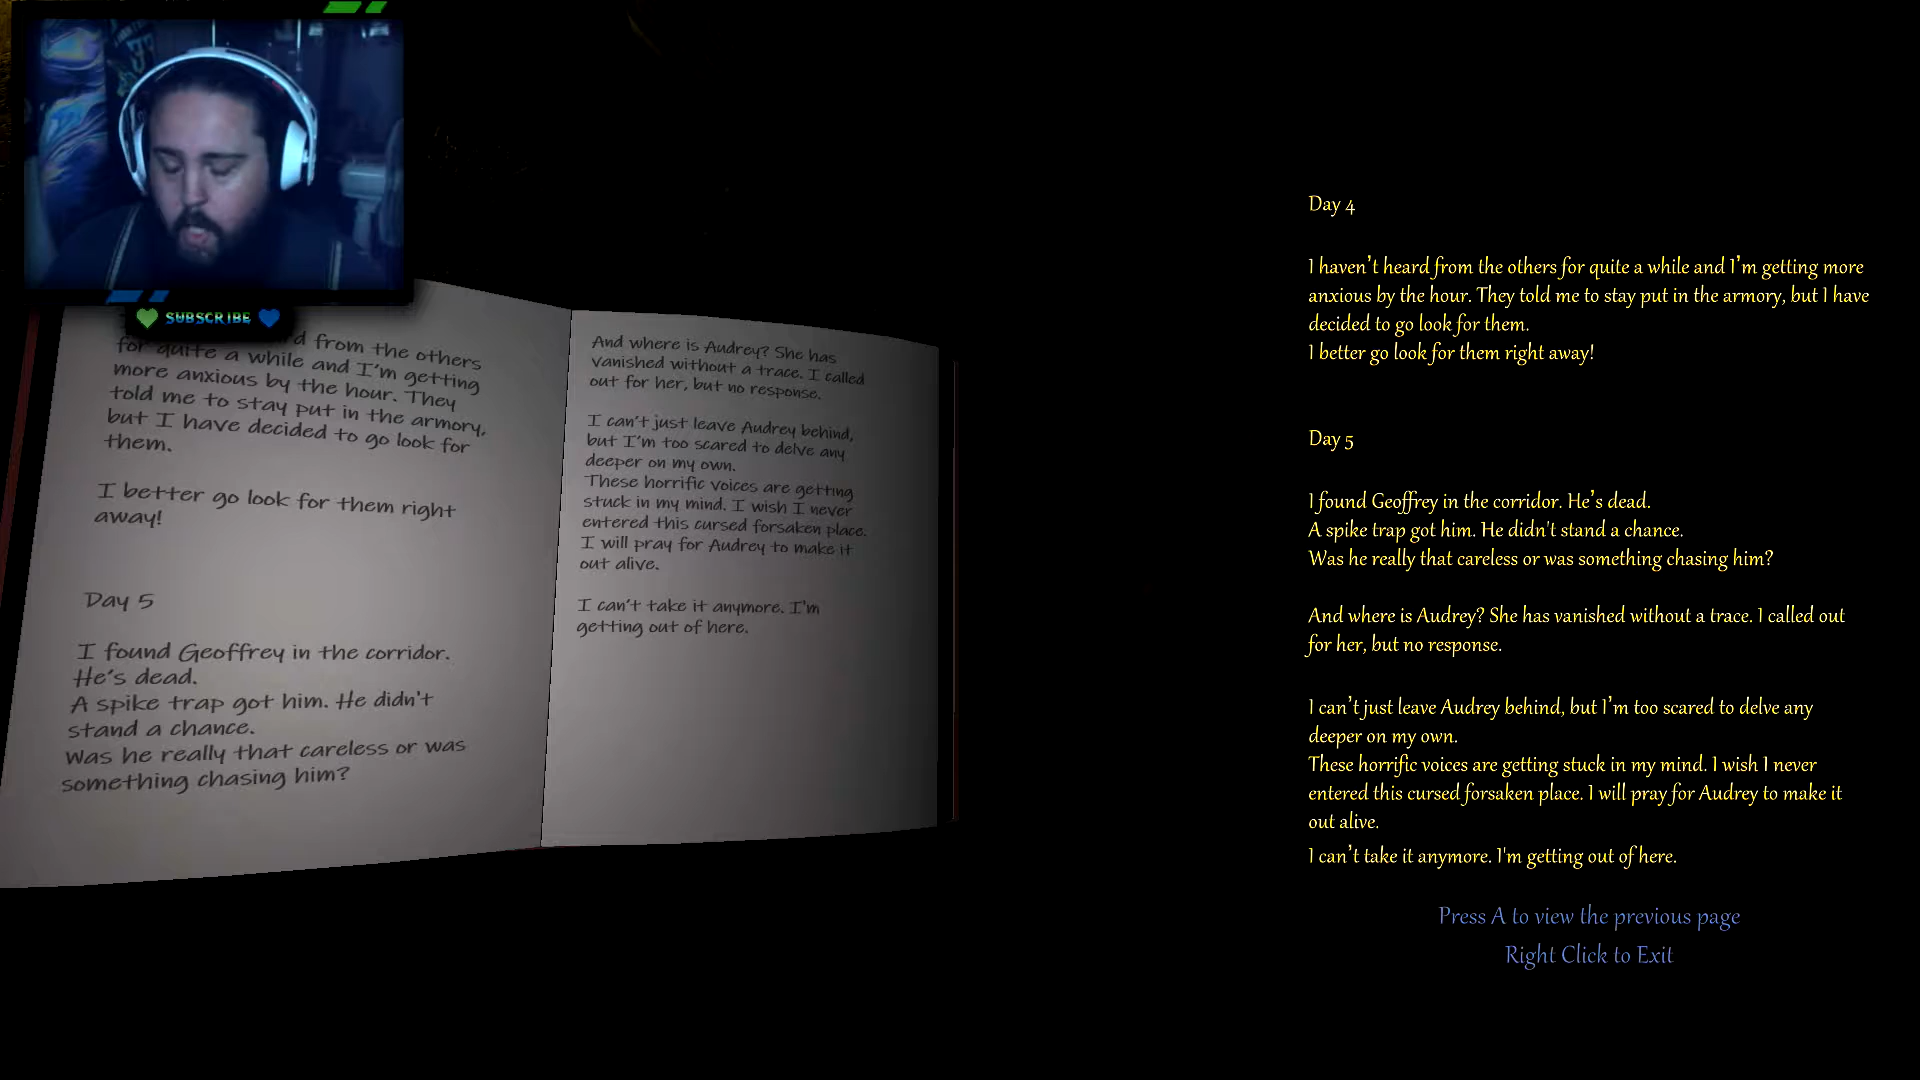 SUBSCRIBE
d from the others
for quite a while and I'm getting
more anxious by the hour. They
told me to stay put in the armory,
but I have decided to go look for
them.
I better go look for them right
away!
Day 5
I found Geoffrey in the corridor.
He's dead.
A spike trap got him. He didn't
stand a chance.
Was he really that careless or was
something chasing him?
And where is Audrey? She has
vanished without a trace. I called
out for her, but no response.
I can't just leave Audrey behind,
but I'm too scared to delve any
deeper on my own.
These horrific voices are getting
stuck in my mind. I wish I never
entered this cursed forsaken place.
I will pray for Audrey to make it
out alive.
I can't take it anymore. I'm
getting out of here.
Day 4
I haven't heard from the others for quite a while and I'm getting more
anxious by the hour. They told me to stay put in the armory, but I have
decided to go look for them.
I better go look for them right away!
Day 5
I found Geoffrey in the corridor. He's dead.
A spike trap got him. He didn't stand a chance.
Was he really that careless or was something chasing him?
And where is Audrey? She has vanished without a trace. I called out
for her, but no response.
I can't just leave Audrey behind, but I'm too scared to delve any
deeper on my own.
These horrific voices are getting stuck in my mind. I wish I never
entered this cursed forsaken place. I will pray for Audrey to make it
out alive.
I can't take it anymore. I'm getting out of here.
Press A to view the previous page
Right Click to Exit